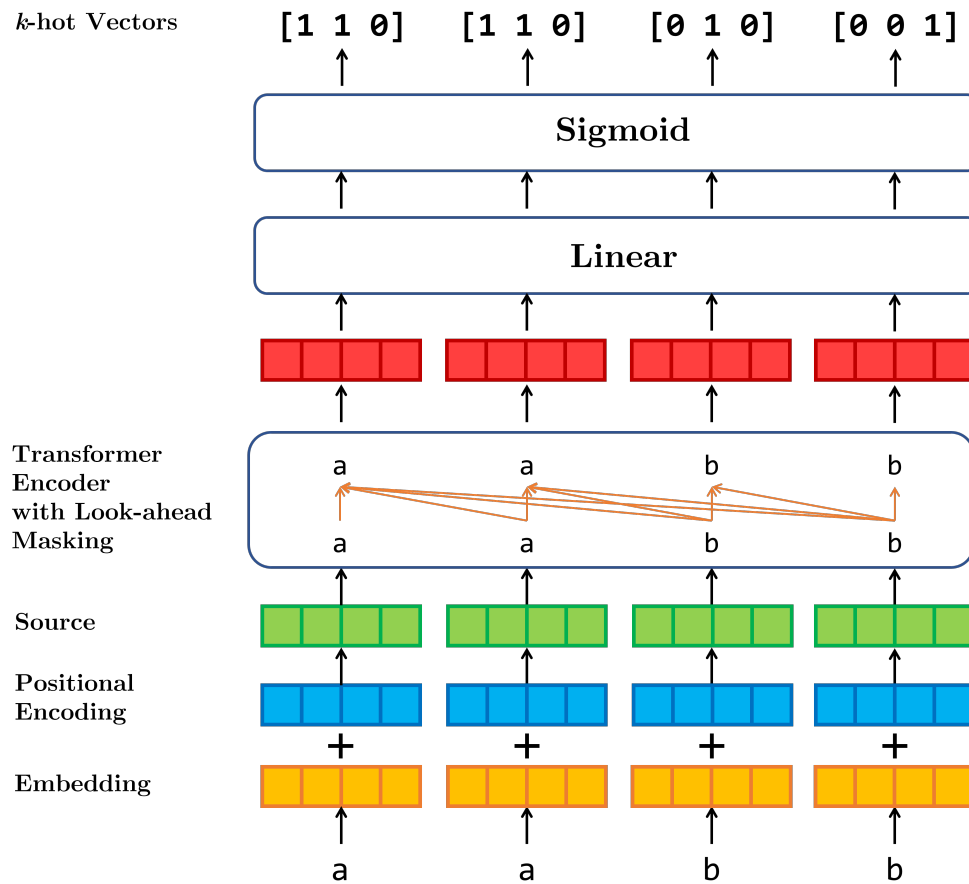 k-hot Vectors [1 1 0] [1 1 0] [0 1 0] [0 0 1]
Sigmoid
Linear
Transformer
Encoder
with Look-ahead
Masking
a a b b
a a b b
Source
Positional
Encoding
+ + + +
Embedding
a a b b